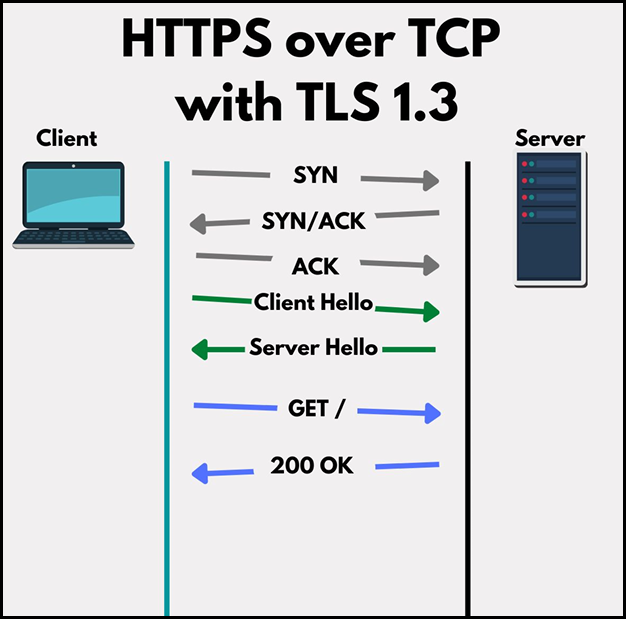 HTTPS over TCP
with TLS 1.3
Client
Server
SYN
SYN/ACK
ACK
Client Hello
Server Hello
GET /
200 OK